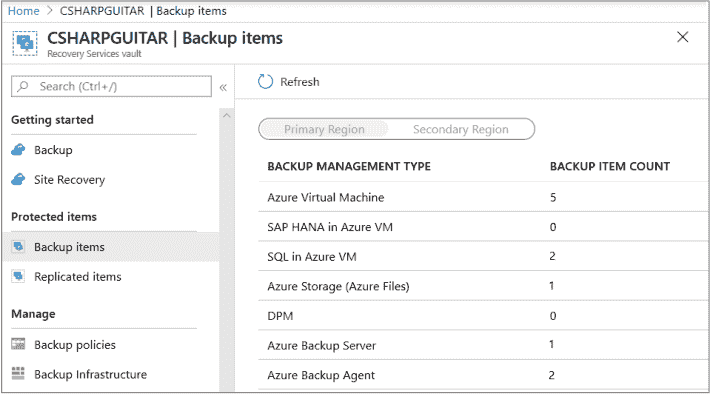 Home > CSHARPGUITAR | Backup items
CSHARPGUITAR | Backup items
Recovery Services vault
Search (Ctrl+/)
«
Refresh
Getting started
Backup
Site Recovery
Protected items
Backup items
Replicated items
Manage
Backup policies
Backup Infrastructure
Primary Region Secondary Region
BACKUP MANAGEMENT TYPE BACKUP ITEM COUNT
Azure Virtual Machine 5
SAP HANA in Azure VM 0
SQL in Azure VM 2
Azure Storage (Azure Files) 1
DPM 0
Azure Backup Server 1
Azure Backup Agent 2